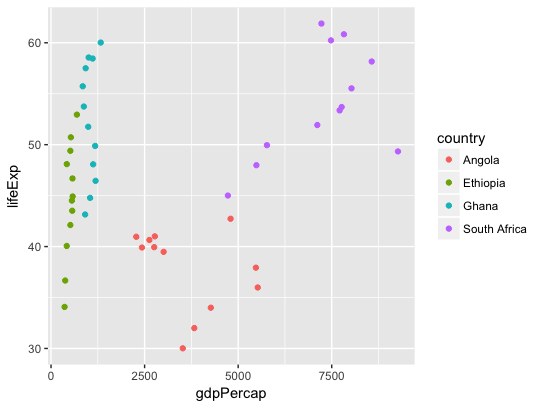 60
50
40
30
lifeExp
0
2500
5000
7500
gdpPercap
country
Angola
Ethiopia
Ghana
South Africa